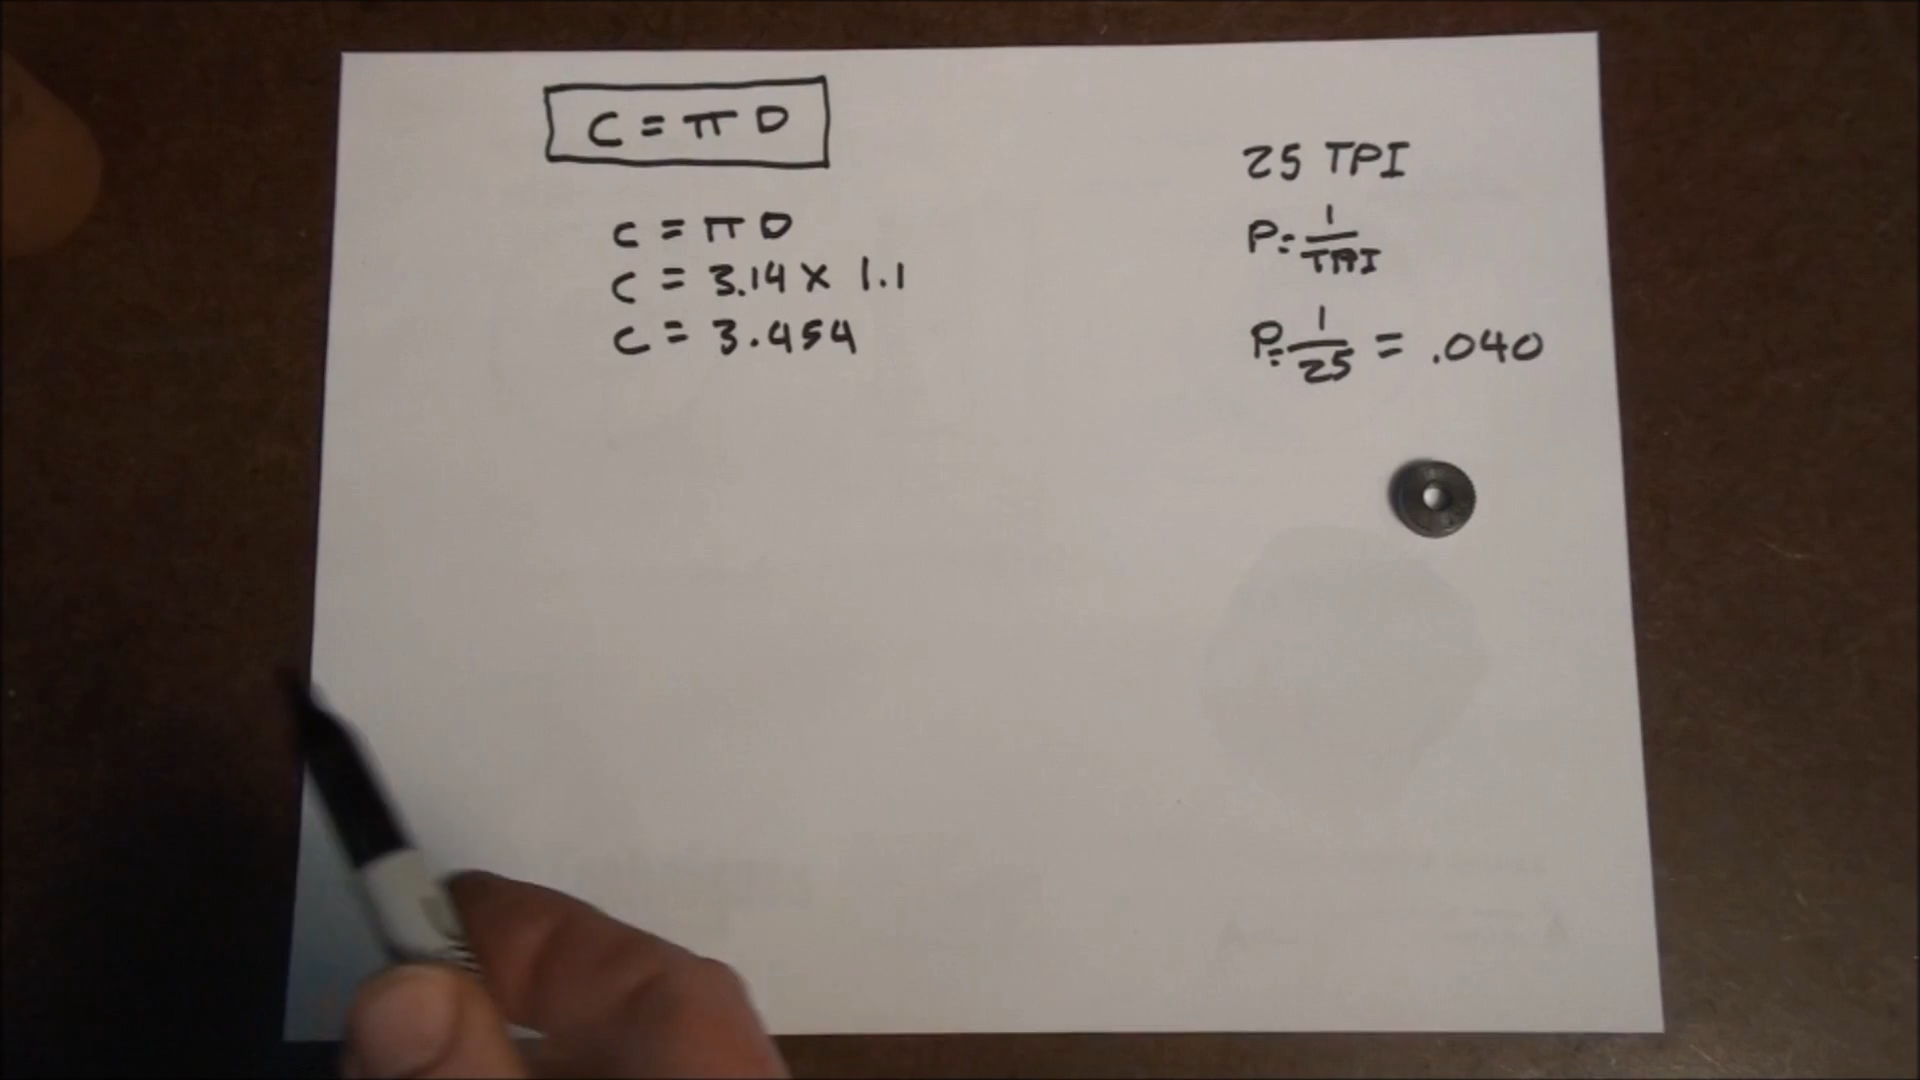 C = π D
C = π D
C = 3.14 x 1.1
C = 3.454
25 TPI
P = 1/TPI
P = 1/25 = .040